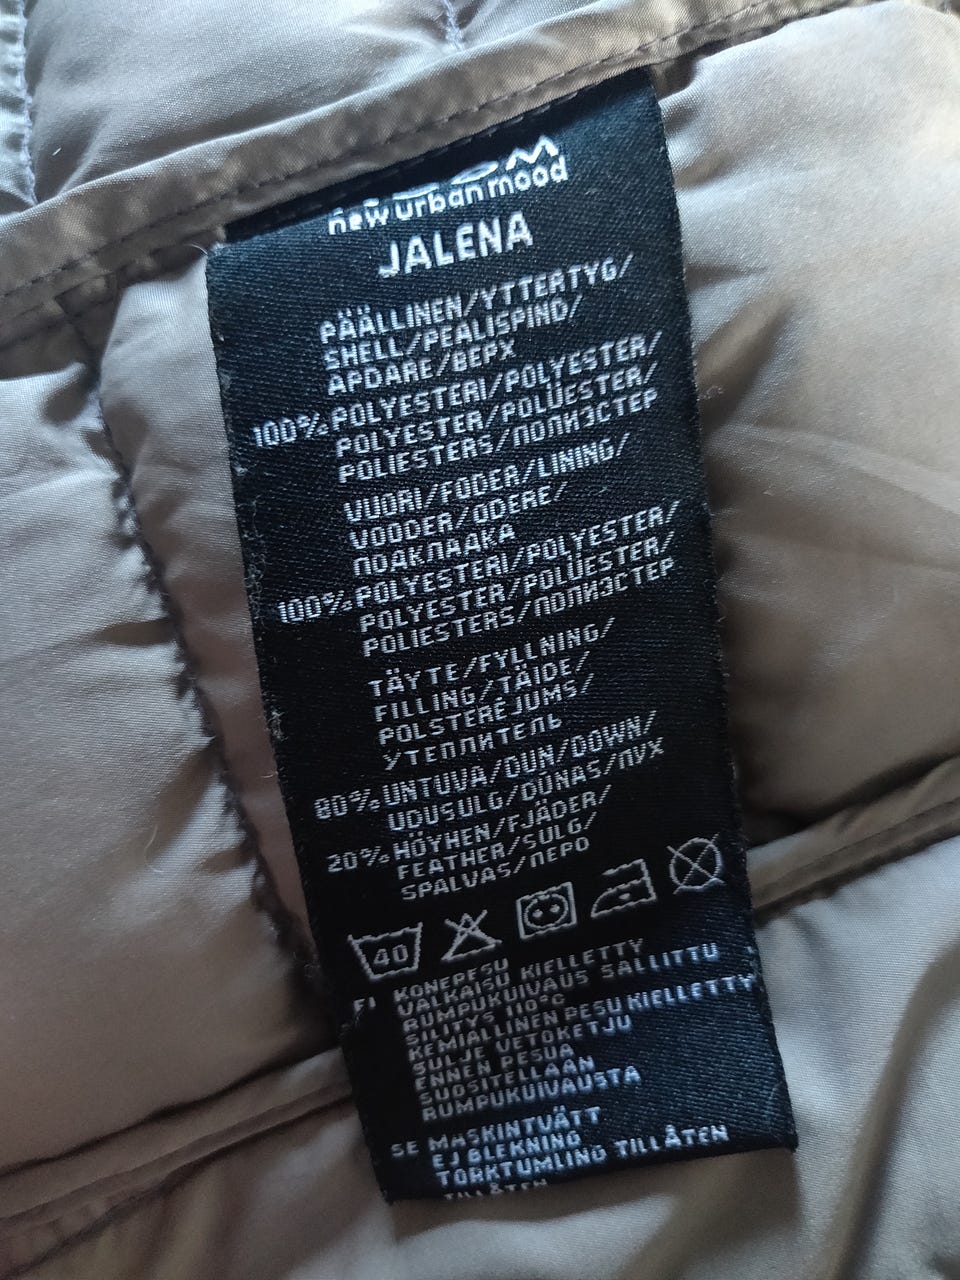 new urban mood
JALENA
PÄÄLLINEN/YTTERTYG/
SHELL/PEALISPIND/
APDARE/ВЕРХ
100% POLYESTERI/POLYESTER/
POLYESTER/POLÜESTER/
POLIESTERS/ПОЛИЭСТЕР
VUORI/FODER/LINING/
VOODER/ODERE/
ПОДКЛАДКА
100% POLYESTERI/POLYESTER/
POLYESTER/POLÜESTER/
POLIESTERS/ПОЛИЭСТЕР
TÄYTE/FYLLNING/
FILLING/TÄIDE/
POLSTERĖJUMS/
УТЕПЛИТЕЛЬ
80% UNTUVA/DUN/DOWN/
UDUSULG/DŪNAS/ПУХ
20% HÖYHEN/FJÄDER/
FEATHER/SULG/
SPALVAS/ПЕРО
40
FI KONEPESU
VALKAISU KIELLETTY
RUMPUKUIVAUS SALLITTU
SILITYS 110°C
KEMIALLINEN PESU KIELLETTY
SULJE VETOKETJU
ENNEN PESUA
SUOSITELLAAN
RUMPUKUIVAUSTA
SE MASKINTVÄTT
EJ BLEKNING
TORKTUMLING TILLÅTEN